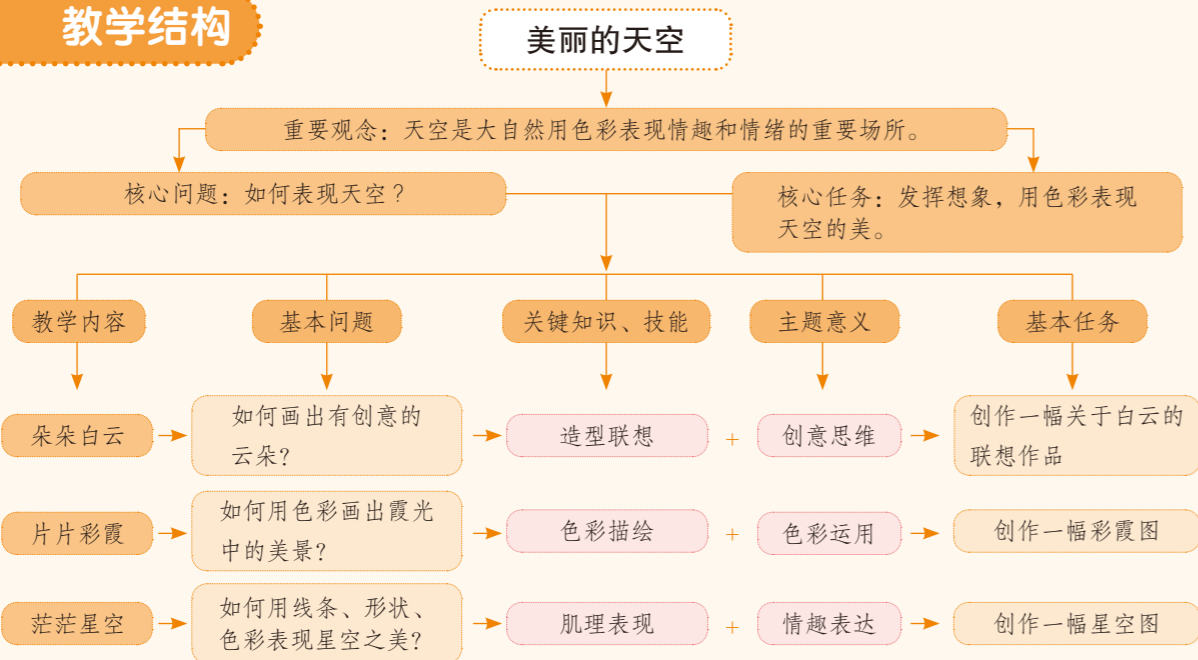 教学结构
美丽的天空
重要观念：天空是大自然用色彩表现情趣和情绪的重要场所。
核心问题：如何表现天空？
核心任务：发挥想象，用色彩表现
天空的美。
教学内容
基本问题
关键知识、技能
主题意义
基本任务
朵朵白云
如何画出有创意的
云朵？
造型联想
+
创意思维
创作一幅关于白云的
联想作品
片片彩霞
如何用色彩画出霞光
中的美景？
色彩描绘
+
色彩运用
创作一幅彩霞图
茫茫星空
如何用线条、形状、
色彩表现星空之美？
肌理表现
+
情趣表达
创作一幅星空图